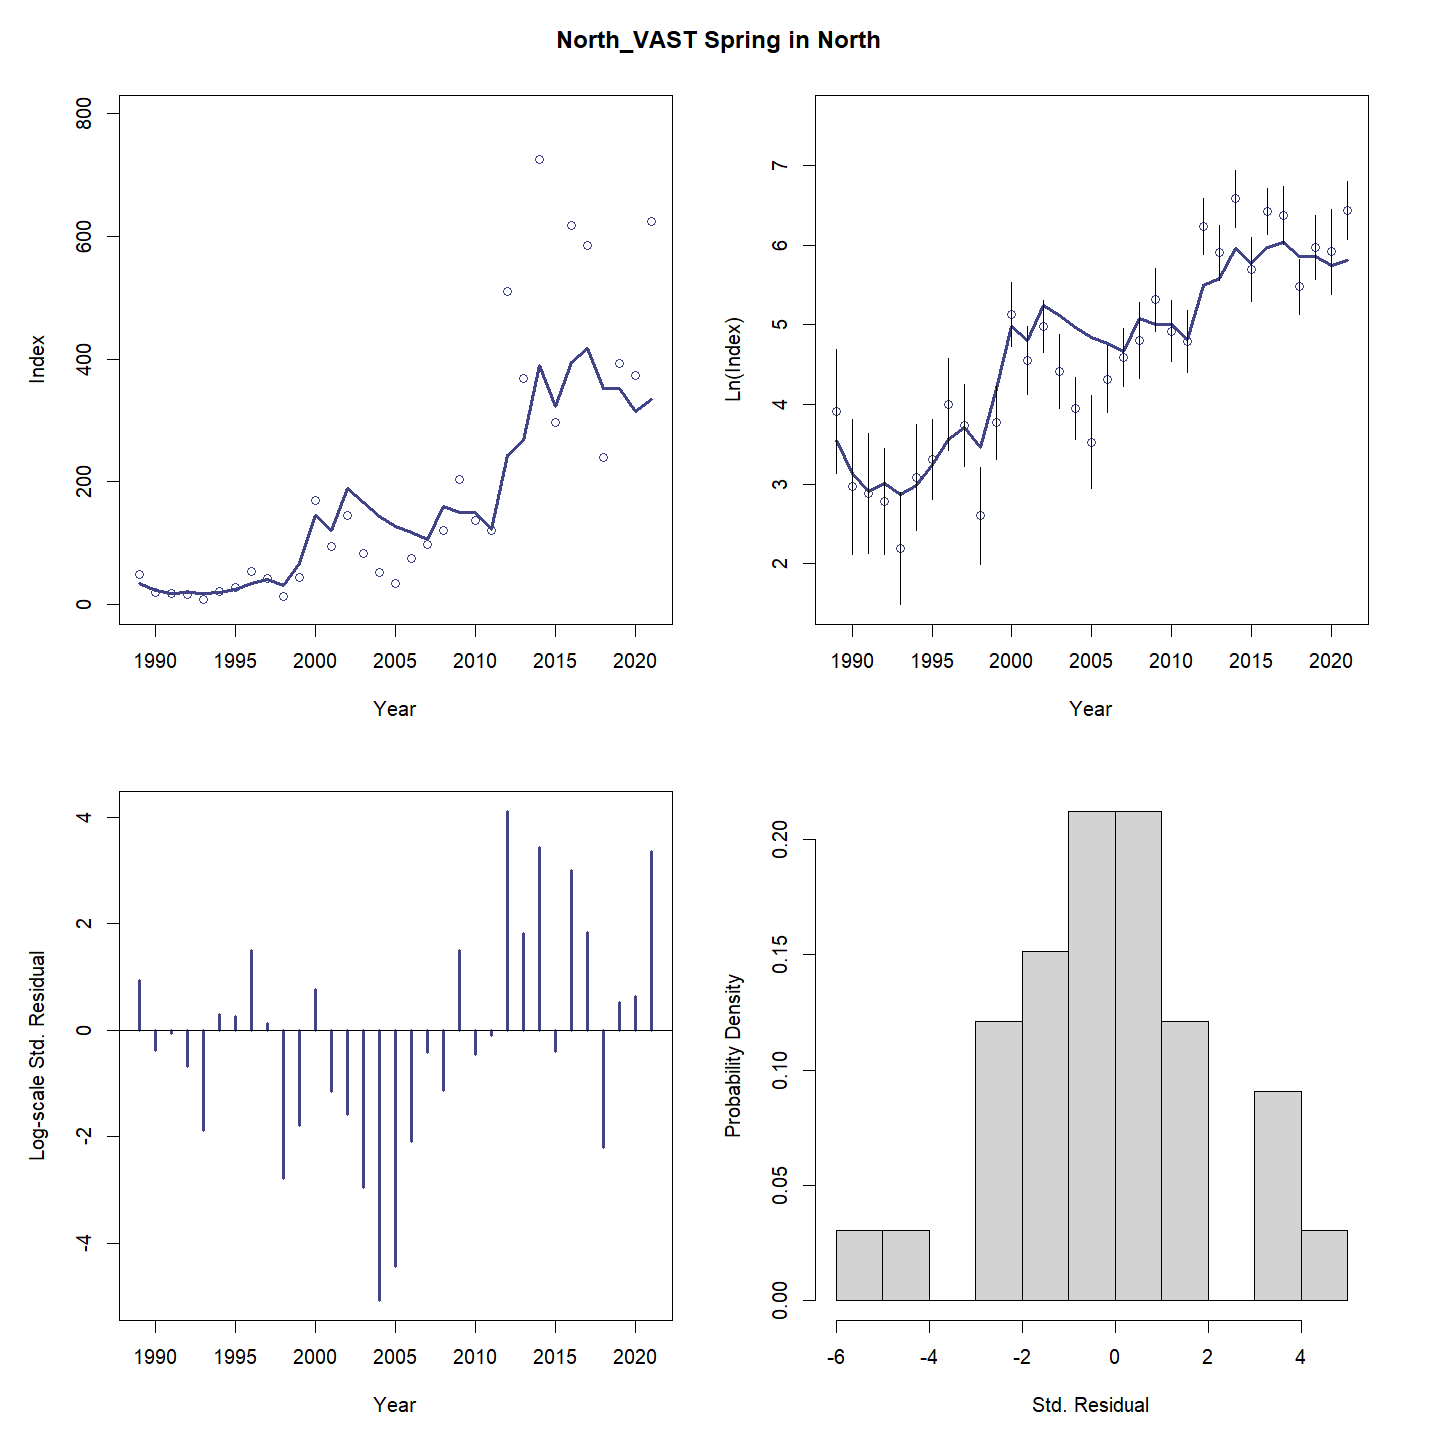 North_VAST Spring in North
Index
800
600
400
200
0
1990 1995 2000 2005 2010 2015 2020
Year
Ln(Index)
7
6
5
4
3
2
1990 1995 2000 2005 2010 2015 2020
Year
Log-scale Std. Residual
4
2
0
-2
-4
1990 1995 2000 2005 2010 2015 2020
Year
Probability Density
0.20
0.15
0.10
0.05
0.00
-6 -4 -2 0 2 4
Std. Residual